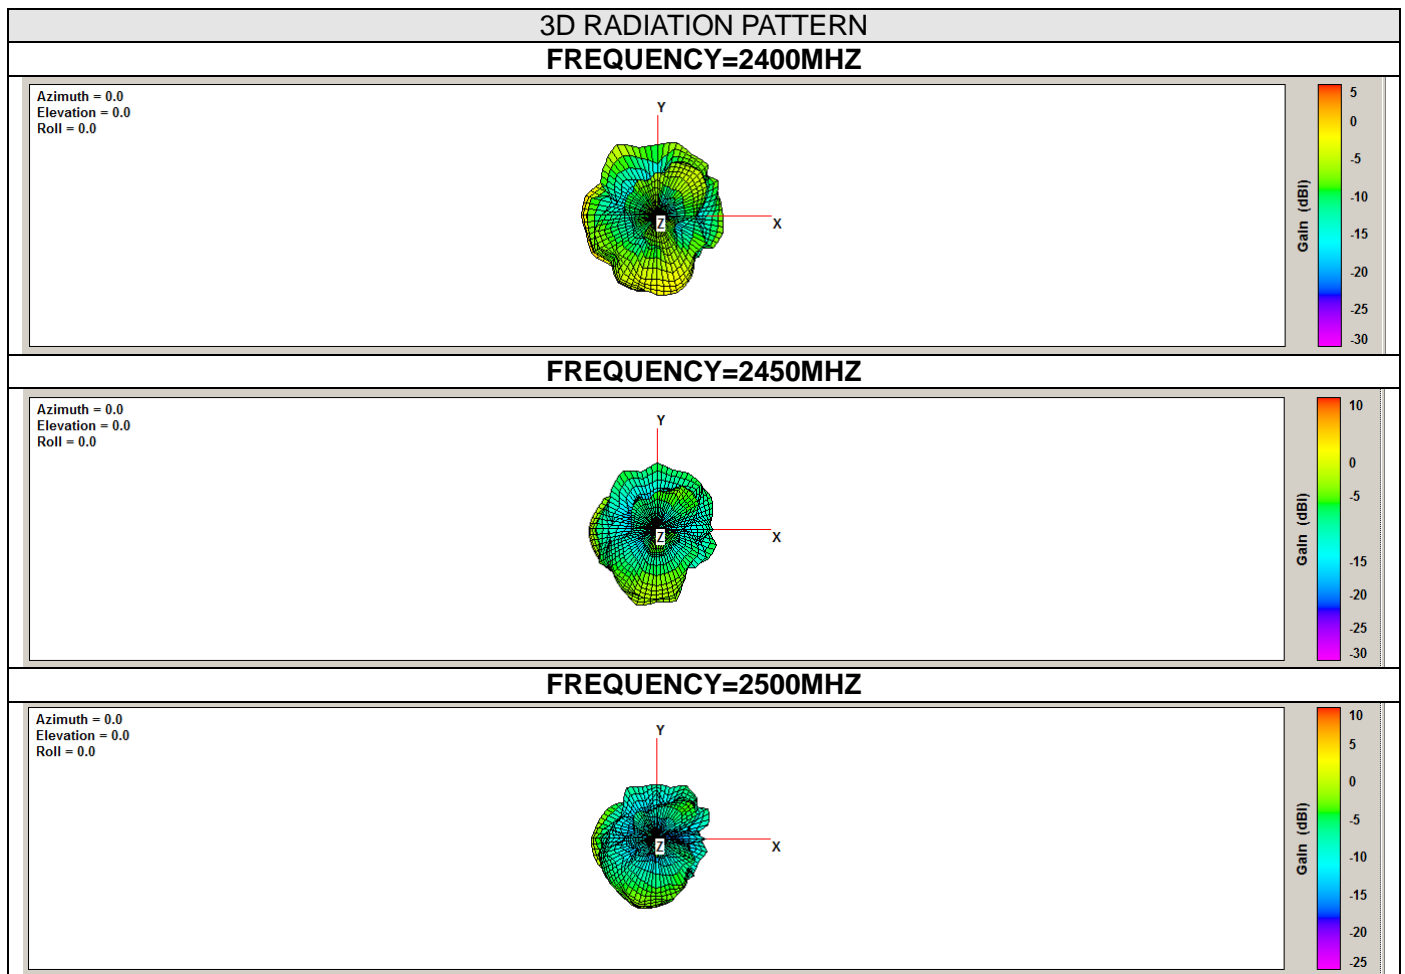 3D RADIATION PATTERN
FREQUENCY=2400MHZ
Azimuth = 0.0
Elevation = 0.0
Roll = 0.0
Y
X
Z
Gain (dBi)
5
0
-5
-10
-15
-20
-25
-30
FREQUENCY=2450MHZ
Azimuth = 0.0
Elevation = 0.0
Roll = 0.0
Y
X
Z
Gain (dBi)
10
0
-5
-15
-20
-25
-30
FREQUENCY=2500MHZ
Azimuth = 0.0
Elevation = 0.0
Roll = 0.0
Y
X
Z
Gain (dBi)
10
5
0
-5
-10
-15
-20
-25